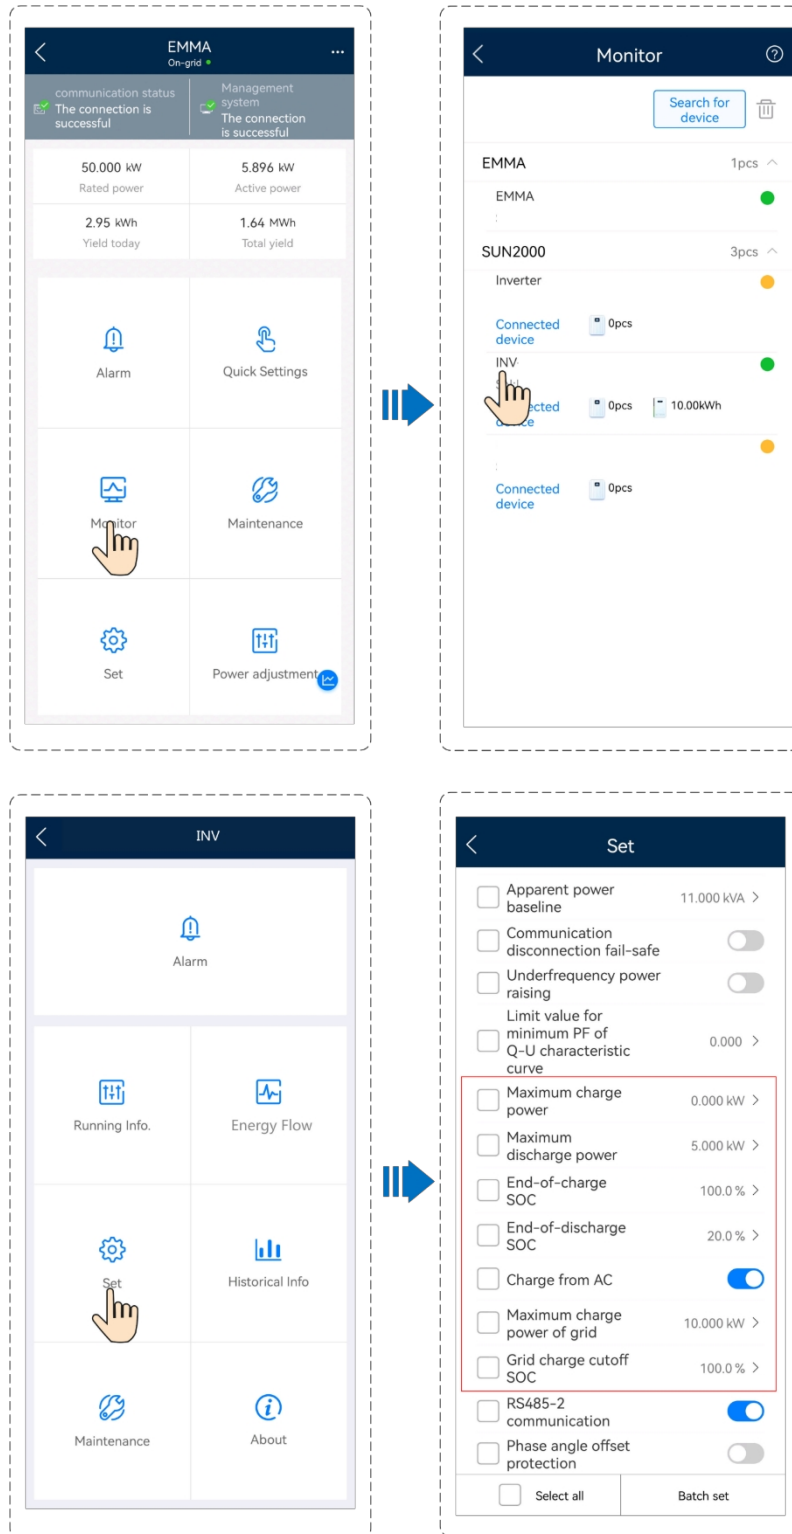 EMMA
On-grid
...
communication status
The connection is
successful
Management
system
The connection
is successful
50.000 kW
Rated power
5.896 kW
Active power
2.95 kWh
Yield today
1.64 MWh
Total yield
Alarm
Quick Settings
Monitor
Maintenance
Set
Power adjustment
Monitor
?
Search for
device
EMMA
1pcs
EMMA
:
SUN2000
3pcs
Inverter
Connected
device
0pcs
INV
0pcs
10.00kWh
:
Connected
device
0pcs
INV
Alarm
Running Info.
Energy Flow
Set
Historical Info
Maintenance
About
Set
Apparent power
baseline
11.000 kVA >
Communication
disconnection fail-safe
Underfrequency power
raising
Limit value for
minimum PF of
Q-U characteristic
curve
0.000 >
Maximum charge
power
0.000 kW >
Maximum
discharge power
5.000 kW >
End-of-charge
SOC
100.0 % >
End-of-discharge
SOC
20.0 % >
Charge from AC
Maximum charge
power of grid
10.000 kW >
Grid charge cutoff
SOC
100.0 % >
RS485-2
communication
Phase angle offset
protection
Select all
Batch set